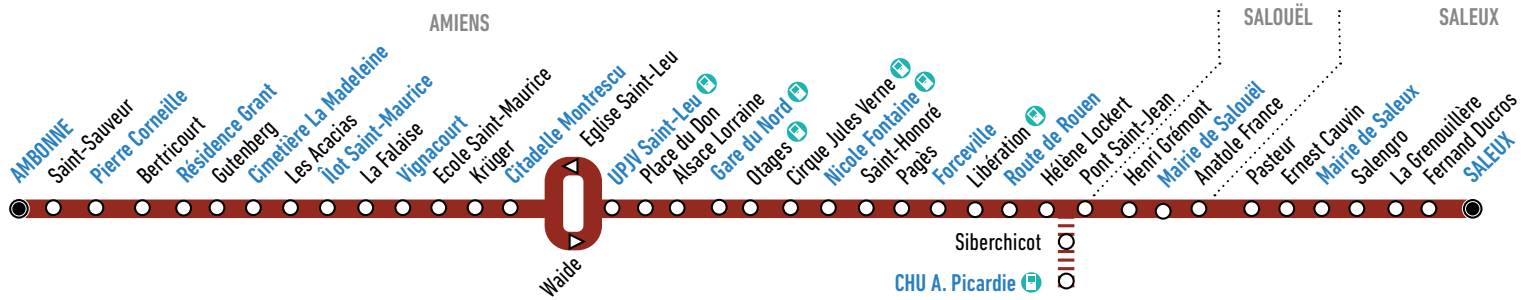 AMIENS
SALOUËL
SALEUX
AMBONNE
Saint-Sauveur
Pierre Corneille
Bertricourt
Résidence Grant
Gutenberg
Cimetière La Madeleine
Les Acacias
Îlot Saint-Maurice
La Falaise
Vignacourt
Ecole Saint-Maurice
Krüger
Citadelle Montrescu
Eglise Saint-Leu
Waide
UPJV Saint-Leu
Place du Don
Alsace Lorraine
Gare du Nord
Otages
Cirque Jules Verne
Nicole Fontaine
Saint-Honoré
Pagès
Forceville
Libération
Route de Rouen
Hélène Lockert
Pont Saint-Jean
Henri Grémont
Mairie de Salouël
Anatole France
Pasteur
Ernest Cauvin
Mairie de Saleux
Salengro
La Grenouillère
Fernand Ducros
SALEUX
Siberchicot
CHU A. Picardie